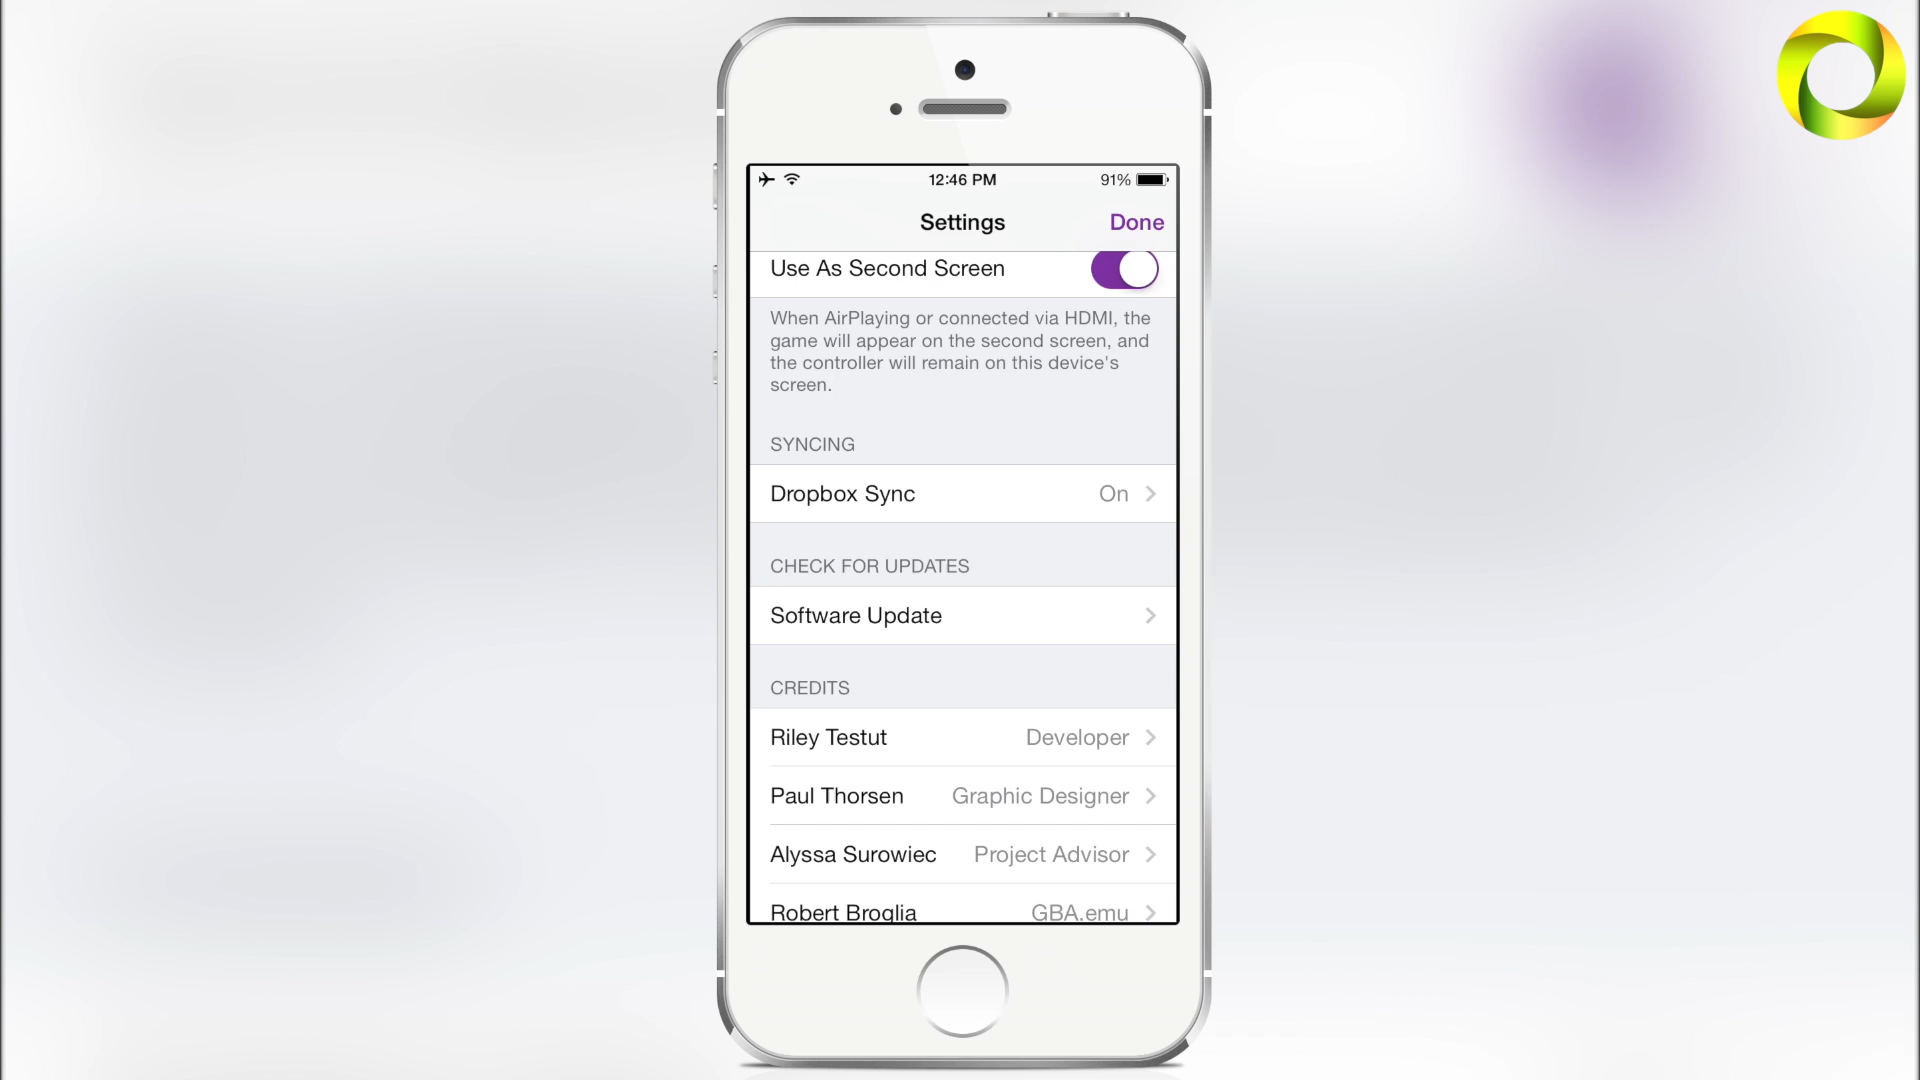 12:46 PM 91%
Settings Done
Use As Second Screen
When AirPlaying or connected via HDMI, the
game will appear on the second screen, and
the controller will remain on this device's
screen.
SYNCING
Dropbox Sync On
CHECK FOR UPDATES
Software Update
CREDITS
Riley Testut Developer
Paul Thorsen Graphic Designer
Alyssa Surowiec Project Advisor
Robert Broglia GBA.emu